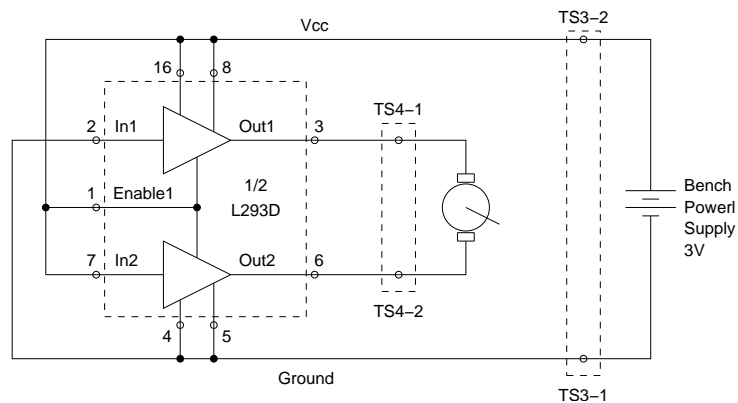 TS3−2
Vcc
16
8
TS4−1
2
In1
Out1
3
1
Enable1
1/2
L293D
Bench
Powerl
Supply
3V
7
In2
Out2
6
4
5
TS4−2
Ground
TS3−1